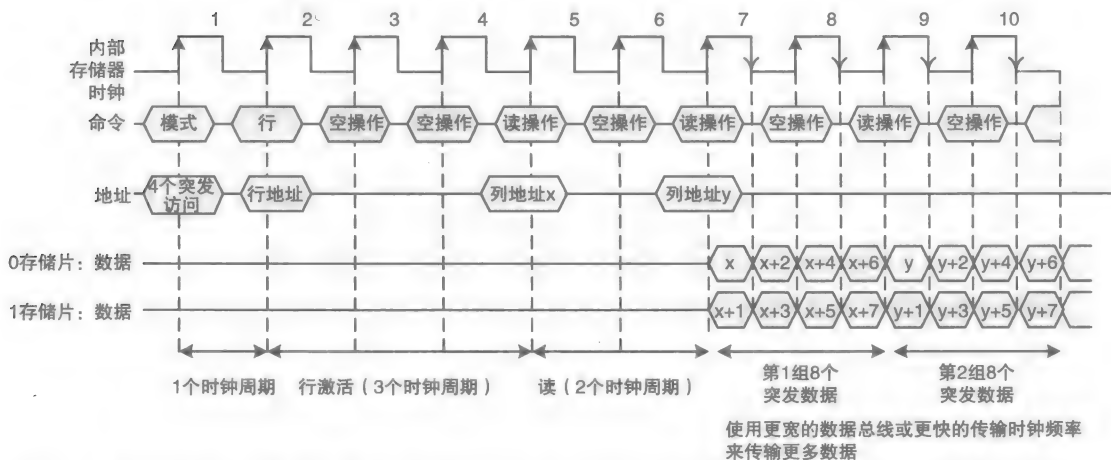 1 2 3 4 5 6 7 8 9 10
内部
存储器
时钟
命令 模式 行 空操作 空操作 读操作 空操作 读操作 空操作 读操作 空操作
地址 4个突发 行地址 列地址x 列地址y
访问
0存储片：数据 x x+2 x+4 x+6 y y+2 y+4 y+6
1存储片：数据 x+1 x+3 x+5 x+7 y+1 y+3 y+5 y+7
1个时钟周期 行激活（3个时钟周期） 读（2个时钟周期） 第1组8个 第2组8个
突发数据 突发数据
使用更宽的数据总线或更快的传输时钟频率
来传输更多数据